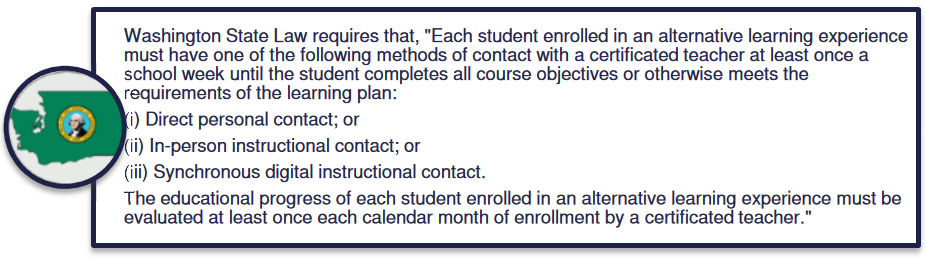 Washington State Law requires that, "Each student enrolled in an alternative learning experience
must have one of the following methods of contact with a certificated teacher at least once a
school week until the student completes all course objectives or otherwise meets the
requirements of the learning plan:
(i) Direct personal contact; or
(ii) In-person instructional contact; or
(iii) Synchronous digital instructional contact.
The educational progress of each student enrolled in an alternative learning experience must be
evaluated at least once each calendar month of enrollment by a certificated teacher."